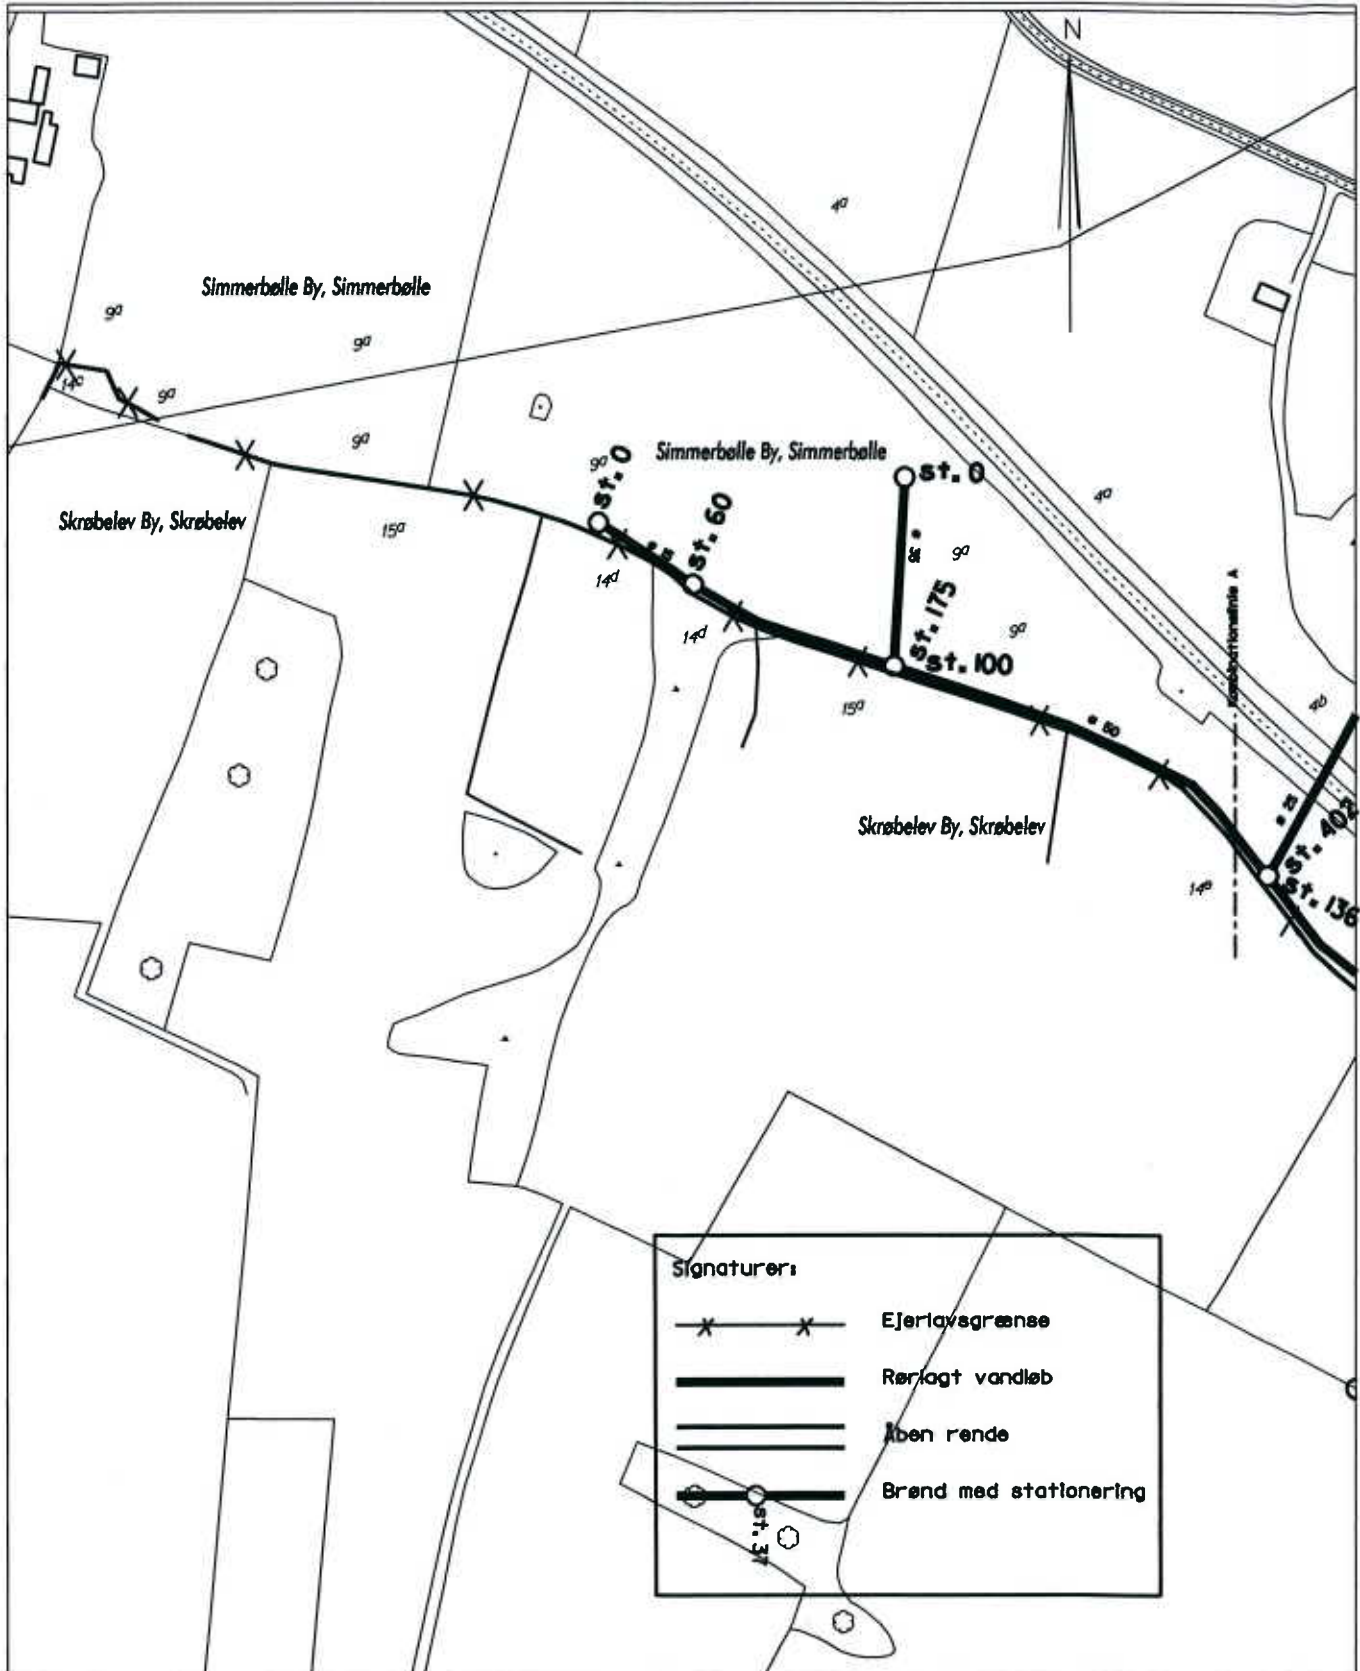 N
4a
Simmerbølle By, Simmerbølle
9a
9a
14c
9a
9a
Simmerbølle By, Simmerbølle
9a
st. 0
st. 0
4a
Skrøbelev By, Skrøbelev
15a
st. 60
9a
14d
st. 175
14d
9a
st. 100
15a
4b
ø 50
Skrøbelev By, Skrøbelev
st. 402
st. 136
Signaturer:
Ejerlavsgrænse
Rørlagt vandløb
Åben rende
Brønd med stationering
st. 37